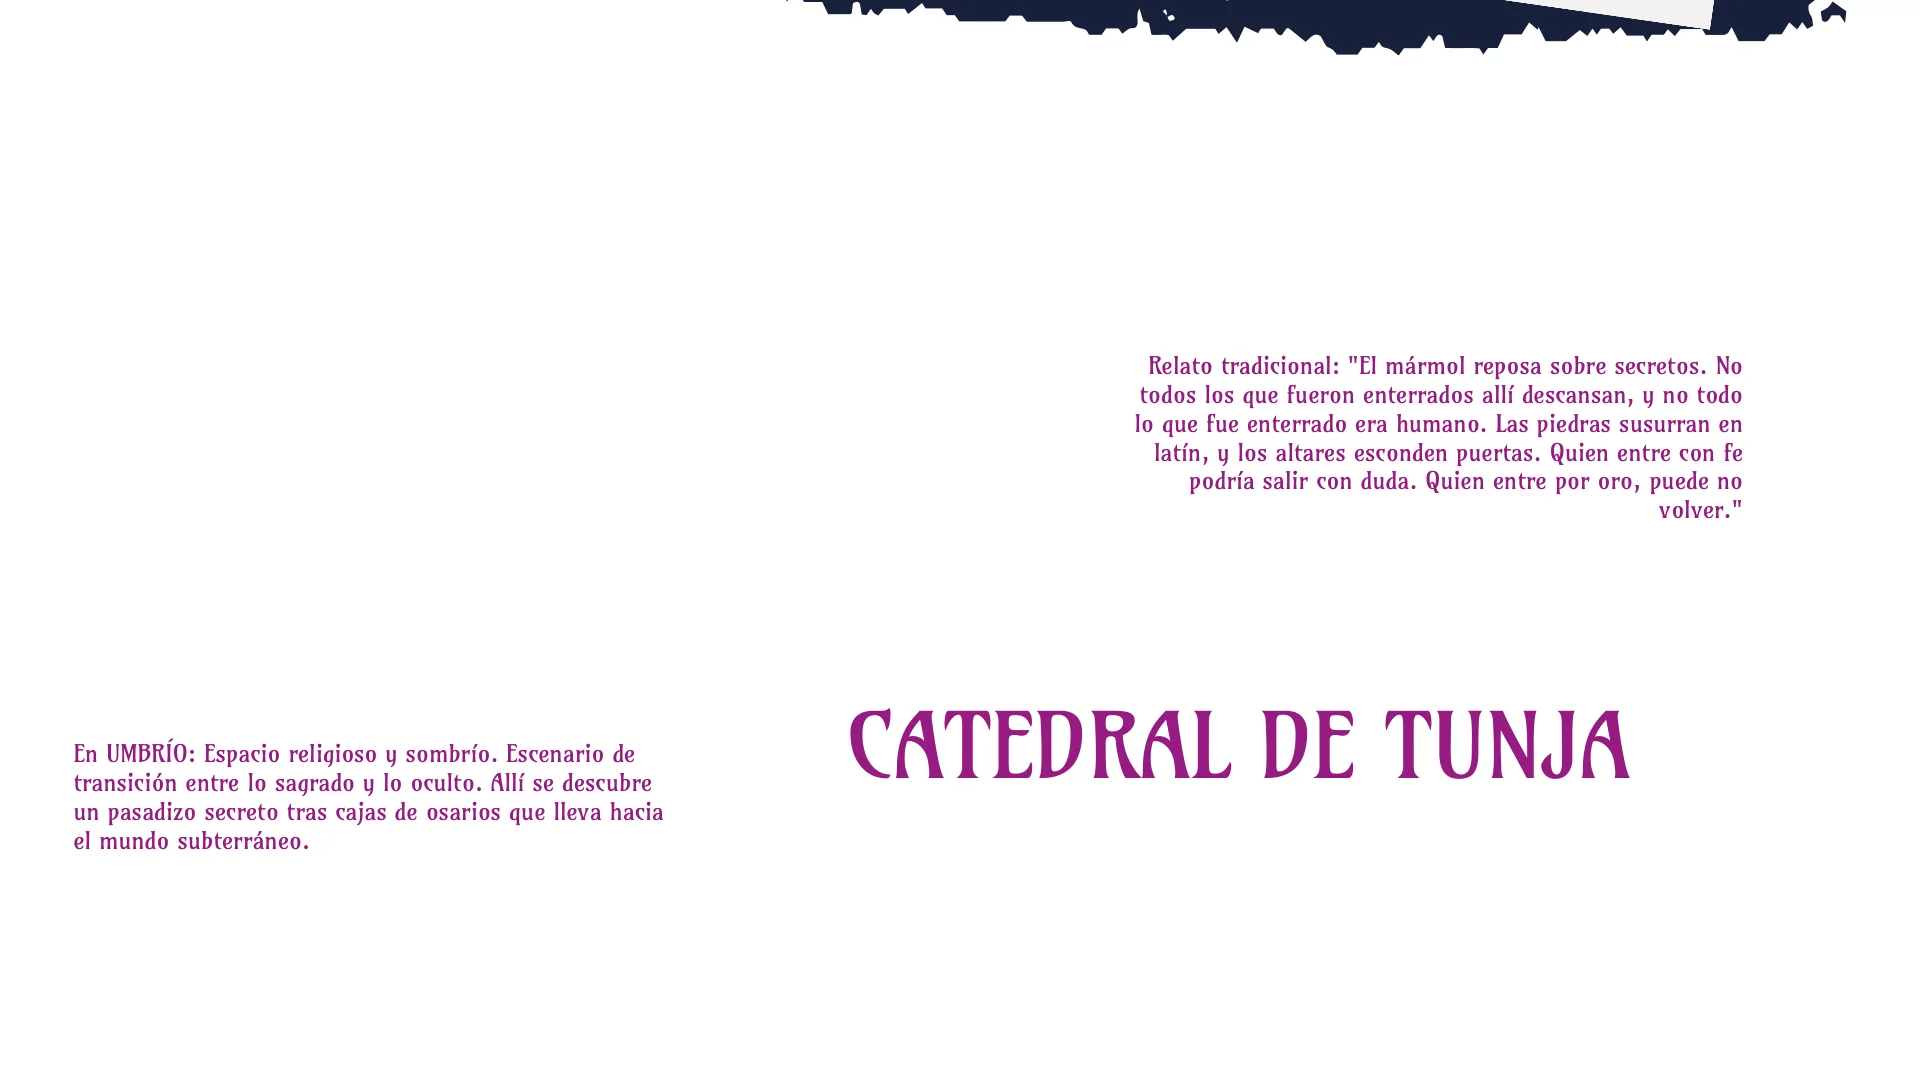 Relato tradicional: "El mármol reposa sobre secretos. No
todos los que fueron enterrados allí descansan, y no todo
lo que fue enterrado era humano. Las piedras susurran en
latín, y los altares esconden puertas. Quien entre con fe
podría salir con duda. Quien entre por oro, puede no
volver."
CATEDRAL DE TUNJA
En UMBRÍO: Espacio religioso y sombrío. Escenario de
transición entre lo sagrado y lo oculto. Allí se descubre
un pasadizo secreto tras cajas de osarios que lleva hacia
el mundo subterráneo.